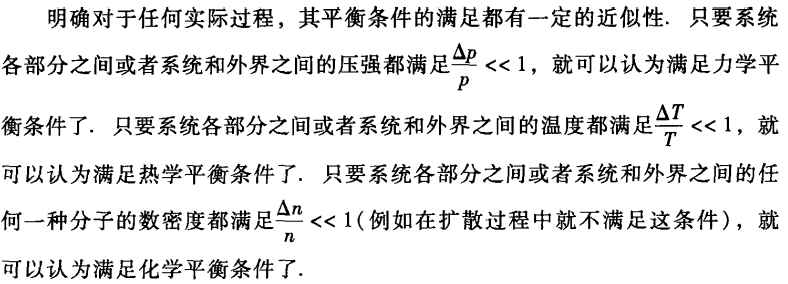 明确对于任何实际过程，其平衡条件的满足都有一定的近似性. 只要系统
各部分之间或者系统和外界之间的压强都满足$\frac{\Delta p}{p}$ << 1，就可以认为满足力学平
衡条件了. 只要系统各部分之间或者系统和外界之间的温度都满足$\frac{\Delta T}{T}$ << 1，就
可以认为满足热学平衡条件了. 只要系统各部分之间或者系统和外界之间的任
何一种分子的数密度都满足$\frac{\Delta n}{n}$ << 1(例如在扩散过程中就不满足这条件)，就
可以认为满足化学平衡条件了.